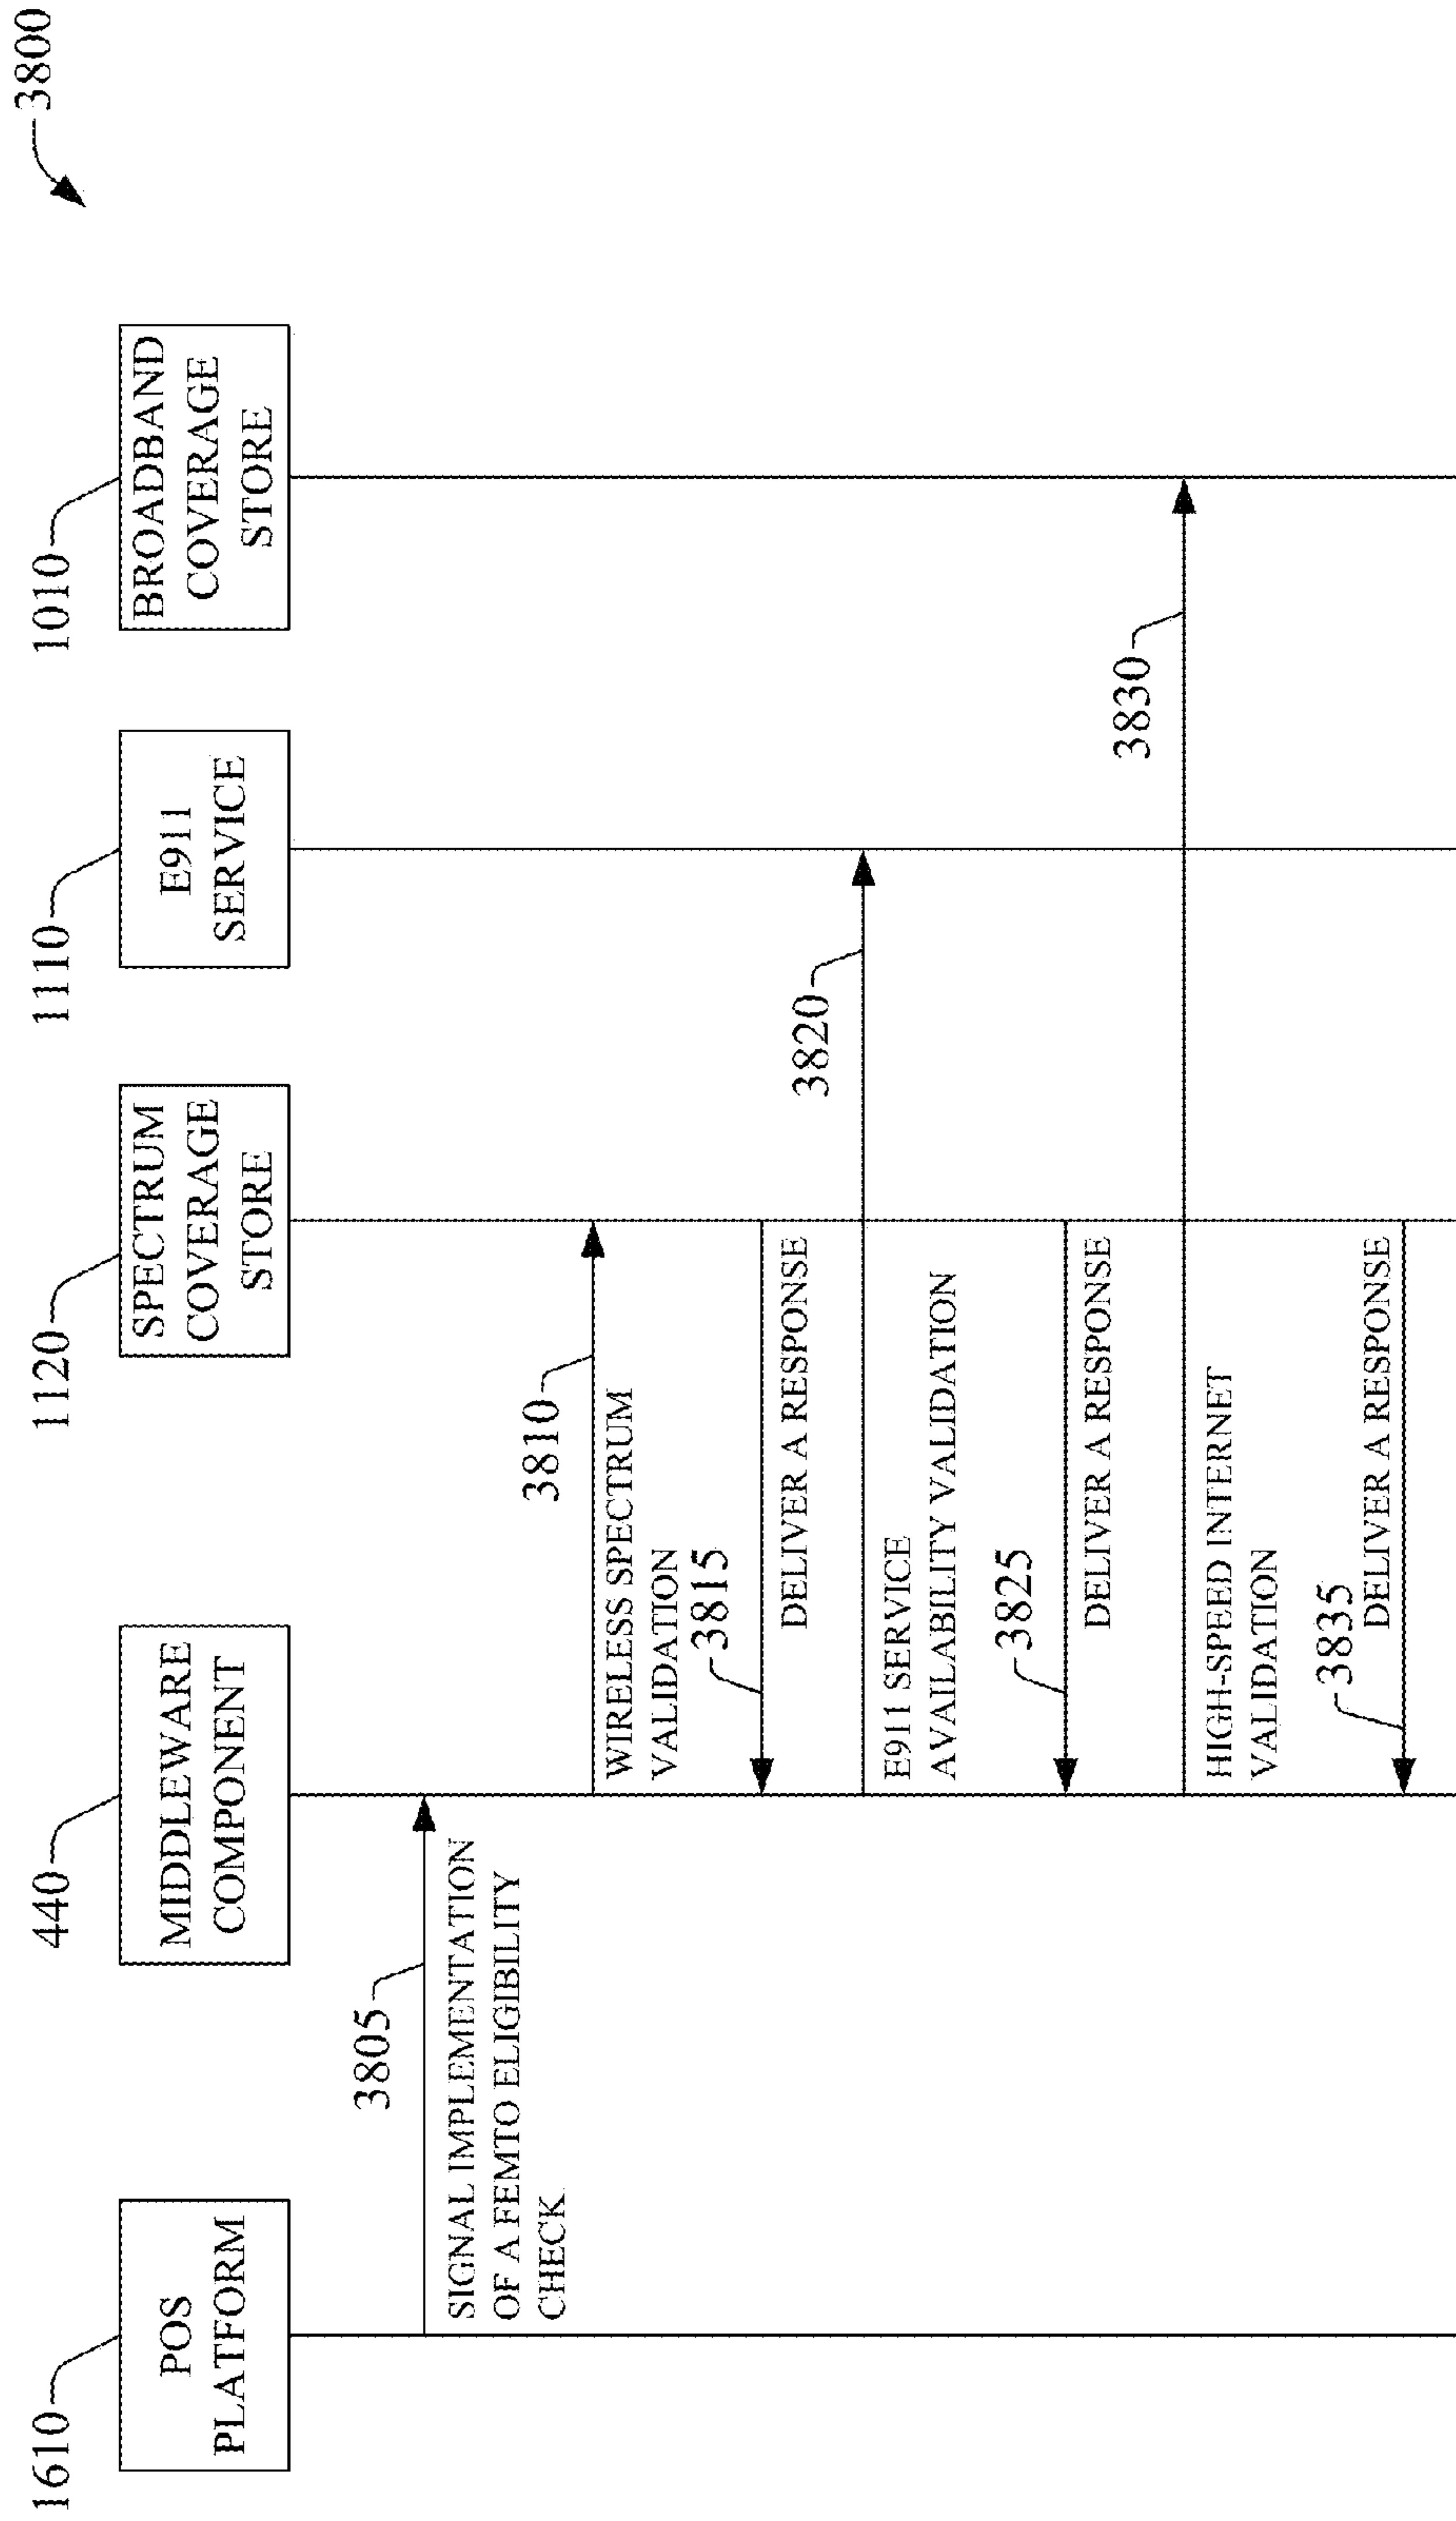 3800
1610
440
1120
1110
1010
POS
PLATFORM
MIDDLEWARE
COMPONENT
SPECTRUM
COVERAGE
STORE
E911
SERVICE
BROADBAND
COVERAGE
STORE
3805
SIGNAL IMPLEMENTATION
OF A FEMTO ELIGIBILITY
CHECK
3810
WIRELESS SPECTRUM
VALIDATION
3815
DELIVER A RESPONSE
3820
E911 SERVICE
AVAILABILITY VALIDATION
3825
DELIVER A RESPONSE
3830
HIGH-SPEED INTERNET
VALIDATION
3835
DELIVER A RESPONSE